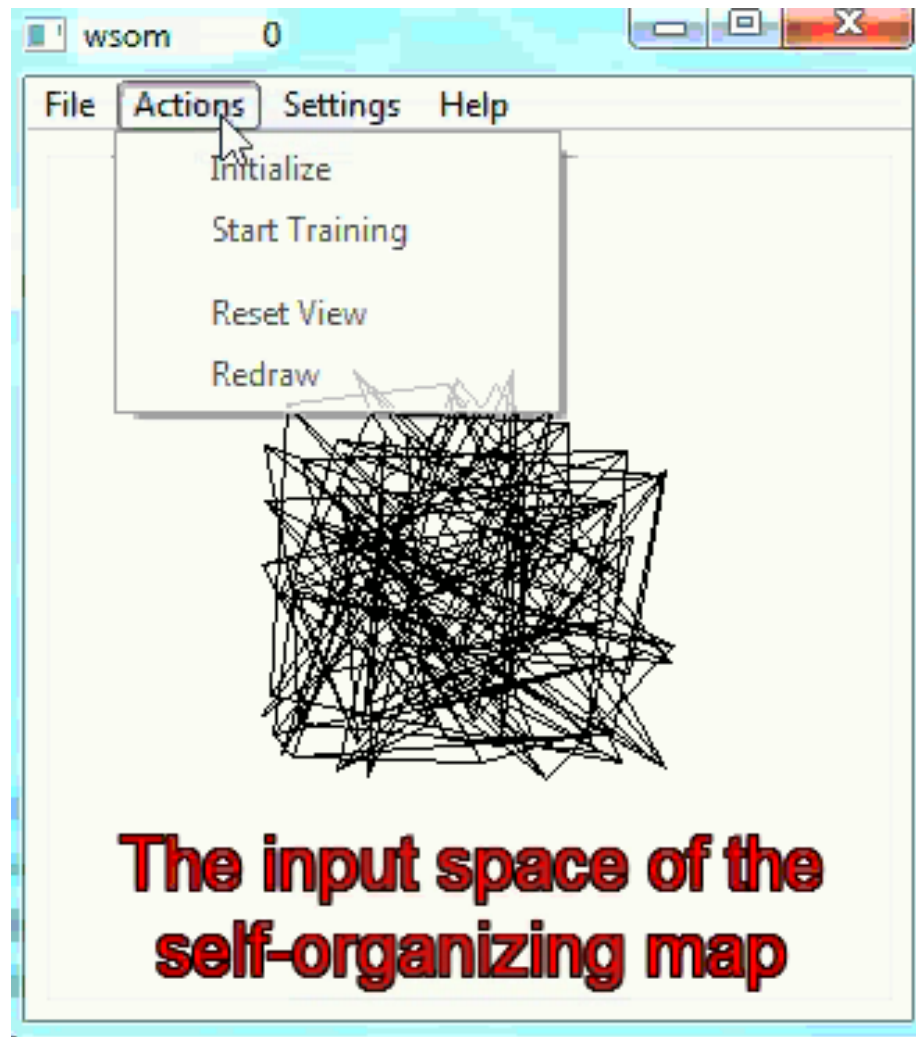 wsom 0
File Actions Settings Help
Initialize
Start Training
Reset View
Redraw
The input space of the
self-organizing map